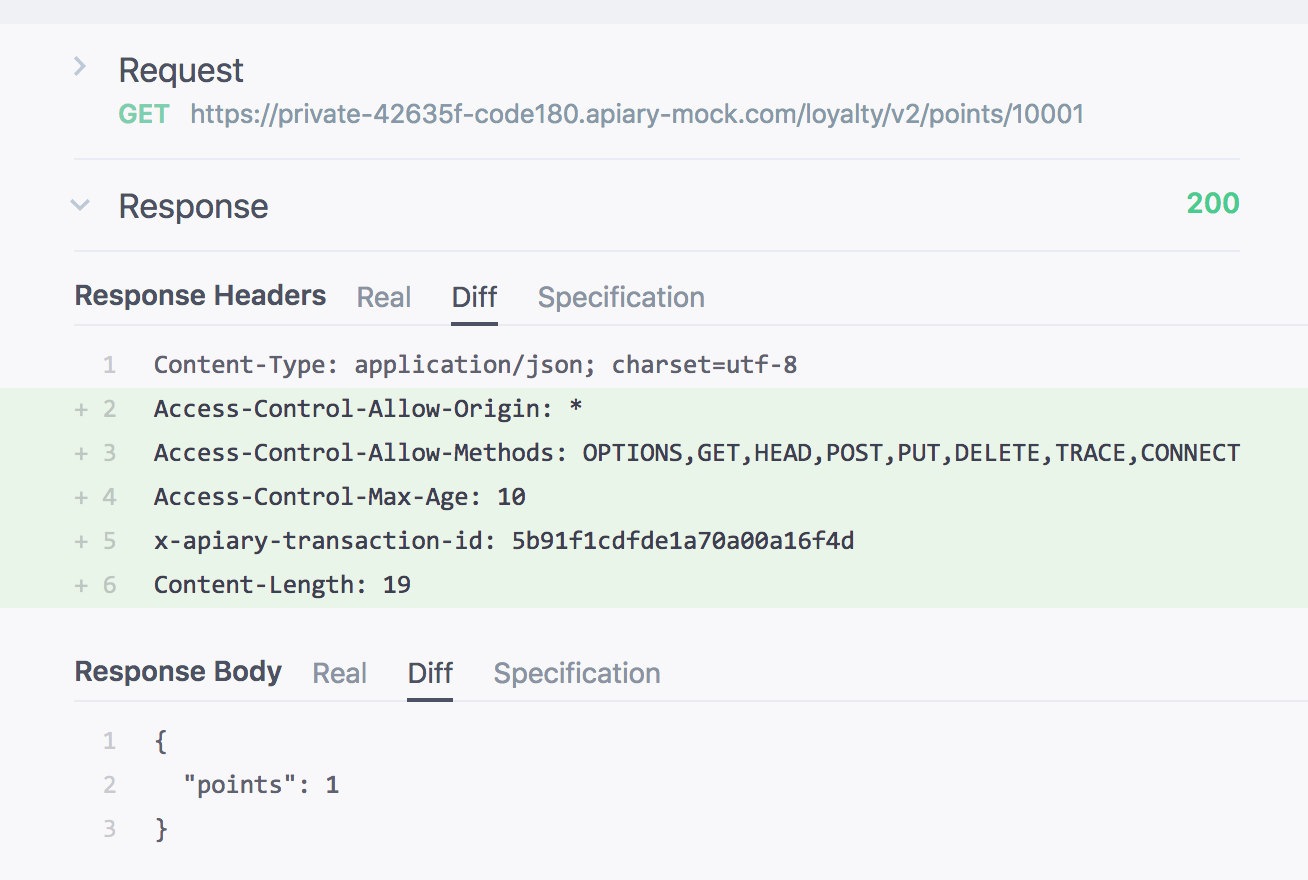 Request
GET https://private-42635f-code180.apiary-mock.com/loyalty/v2/points/10001
Response 200
Response Headers Real Diff Specification
1 Content-Type: application/json; charset=utf-8
+ 2 Access-Control-Allow-Origin: *
+ 3 Access-Control-Allow-Methods: OPTIONS,GET,HEAD,POST,PUT,DELETE,TRACE,CONNECT
+ 4 Access-Control-Max-Age: 10
+ 5 x-apiary-transaction-id: 5b91f1cdfde1a70a00a16f4d
+ 6 Content-Length: 19
Response Body Real Diff Specification
1 {
2 "points": 1
3 }